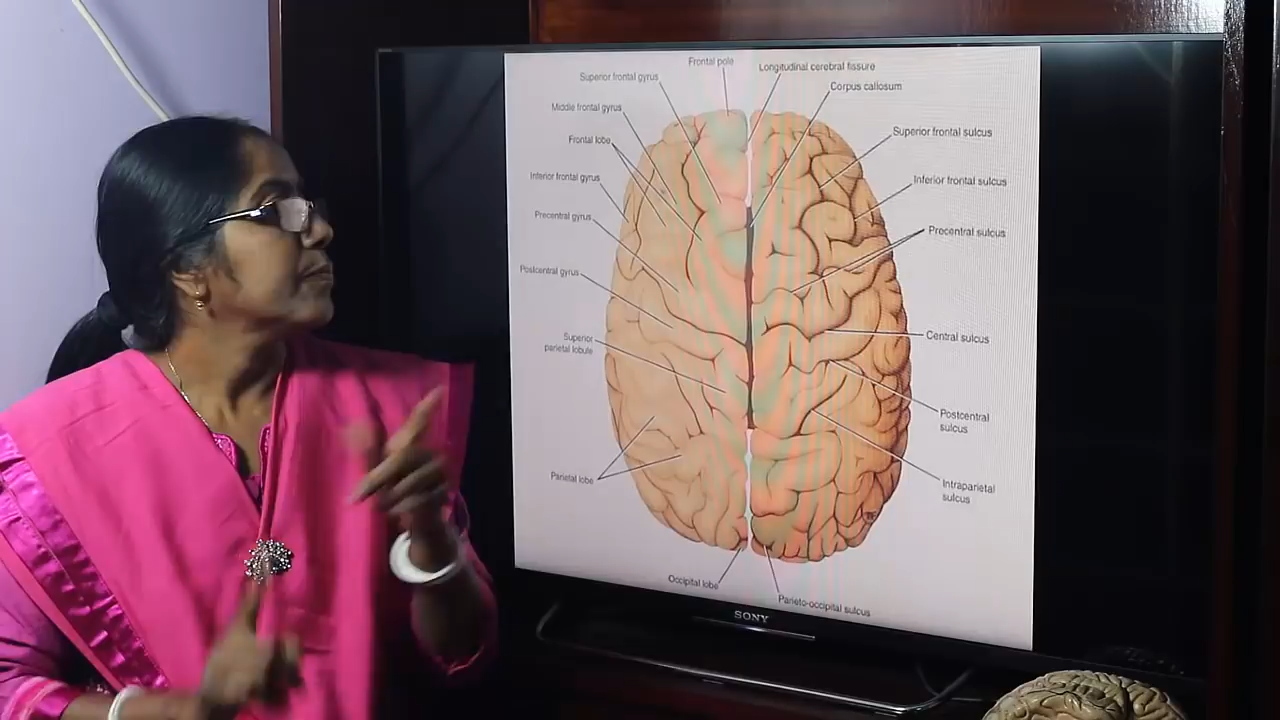 Frontal pole
Longitudinal cerebral fissure
Superior frontal gyrus
Corpus callosum
Middle frontal gyrus
Superior frontal sulcus
Frontal lobe
Inferior frontal gyrus
Inferior frontal sulcus
Precentral gyrus
Precentral sulcus
Postcentral gyrus
Superior
parietal lobule
Central sulcus
Postcentral
sulcus
Parietal lobe
Intraparietal
sulcus
Occipital lobe
Parieto-occipital sulcus
SONY